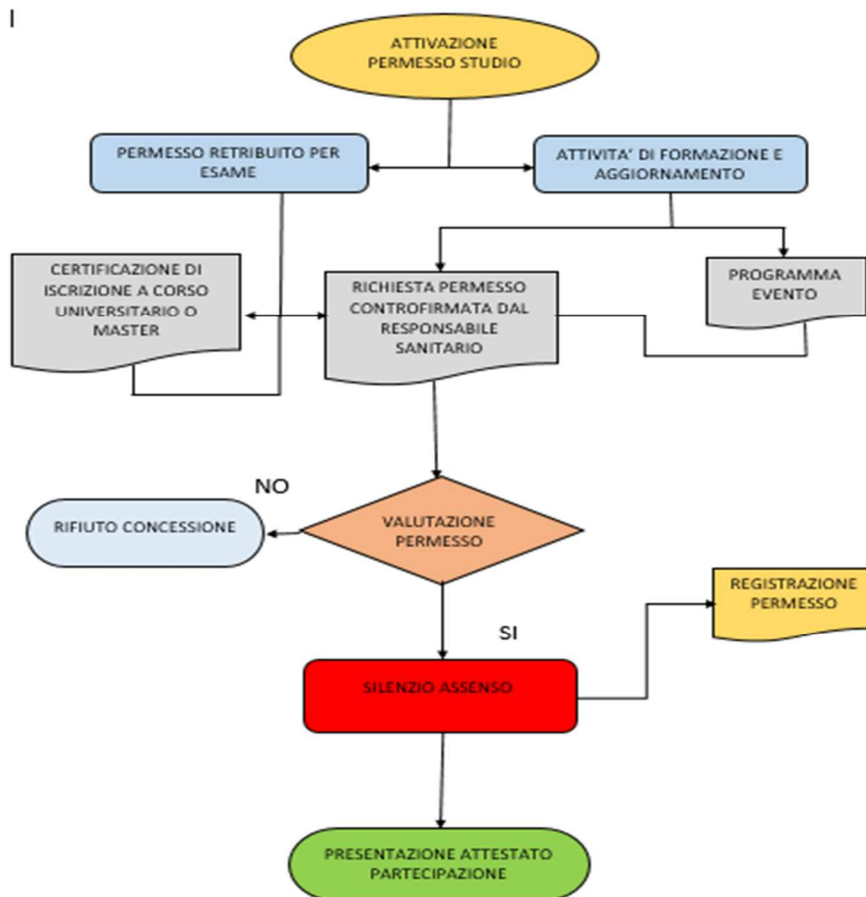 I
ATTIVAZIONE
PERMESSO STUDIO
PERMESSO RETRIBUITO PER
ESAME
ATTIVITA’ DI FORMAZIONE E
AGGIORNAMENTO
CERTIFICAZIONE DI
ISCRIZIONE A CORSO
UNIVERSITARIO O
MASTER
RICHIESTA PERMESSO
CONTROFIRMATA DAL
RESPONSABILE
SANITARIO
PROGRAMMA
EVENTO
NO
RIFIUTO CONCESSIONE
VALUTAZIONE
PERMESSO
REGISTRAZIONE
PERMESSO
SI
SILENZIO ASSENSO
PRESENTAZIONE ATTESTATO
PARTECIPAZIONE